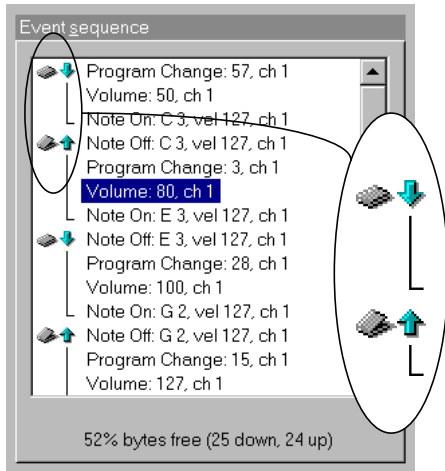 Event sequence
Program Change: 57, ch 1
Volume: 50, ch 1
Note On: C 3, vel 127, ch 1
Note Off: C 3, vel 127, ch 1
Program Change: 3, ch 1
Volume: 80, ch 1
Note On: E 3, vel 127, ch 1
Note Off: E 3, vel 127, ch 1
Program Change: 28, ch 1
Volume: 100, ch 1
Note On: G 2, vel 127, ch 1
Note Off: G 2, vel 127, ch 1
Program Change: 15, ch 1
Volume: 127, ch 1
52% bytes free (25 down, 24 up)